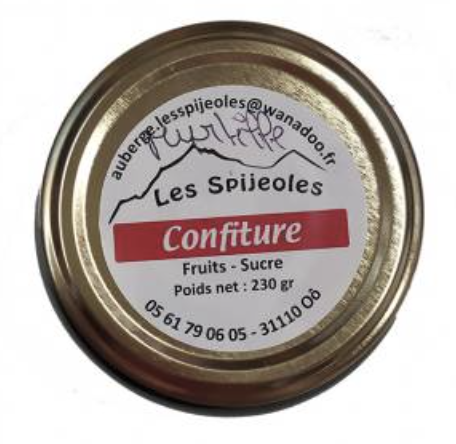 auberge.lesspijeoles@wanadoo.fr
Les Spijeoles
Confiture
Fruits - Sucre
Poids net : 230 gr
05 61 79 06 05 - 31110 Oô